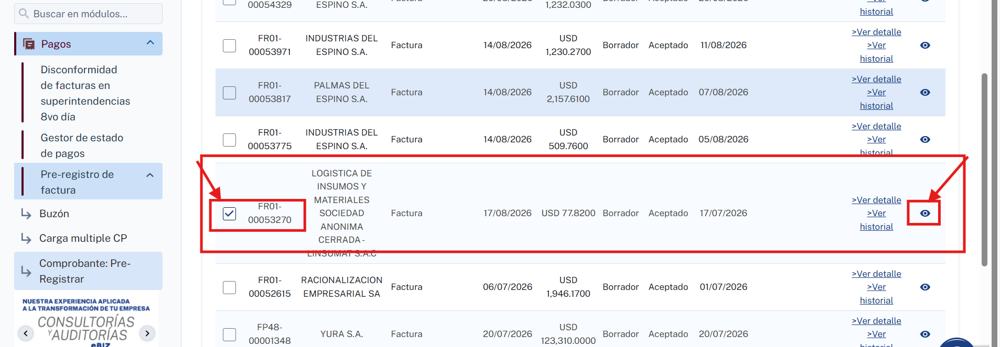 Buscar en módulos...
Pagos
Disconformidad
de facturas en
superintendencias
8vo día
Gestor de estado
de pagos
Pre-registro de
factura
Buzón
Carga multiple CP
Comprobante: Pre-
Registrar
NUESTRA EXPERIENCIA APLICADA
A LA TRANSFORMACIÓN DE TU EMPRESA
CONSULTORÍAS
Y AUDITORÍAS
eBIZ
00054329 ESPINO S.A. 1,232.0300 Borrador Aceptado >Ver
historial
FR01- INDUSTRIAS DEL USD >Ver detalle
00053971 ESPINO S.A. Factura 14/08/2026 1,230.2700 Borrador Aceptado 11/08/2026 >Ver
historial
FR01- PALMAS DEL USD >Ver detalle
00053817 ESPINO S.A. Factura 14/08/2026 2,157.6100 Borrador Aceptado 07/08/2026 >Ver
historial
FR01- INDUSTRIAS DEL USD >Ver detalle
00053775 ESPINO S.A. Factura 14/08/2026 509.7600 Borrador Aceptado 05/08/2026 >Ver
historial
LOGISTICA DE
INSUMOS Y
FR01- MATERIALES >Ver detalle
00053270 SOCIEDAD Factura 17/08/2026 USD 77.8200 Borrador Aceptado 17/07/2026 >Ver
ANONIMA historial
CERRADA -
LINSUMAT S.A.C
FR01- RACIONALIZACION USD >Ver detalle
00052615 EMPRESARIAL SA Factura 06/07/2026 1,946.1700 Borrador Aceptado 01/07/2026 >Ver
historial
FP48- USD >Ver detalle
00001348 YURA S.A. Factura 20/07/2026 123,310.0000 Borrador Aceptado 20/07/2026 >Ver
historial